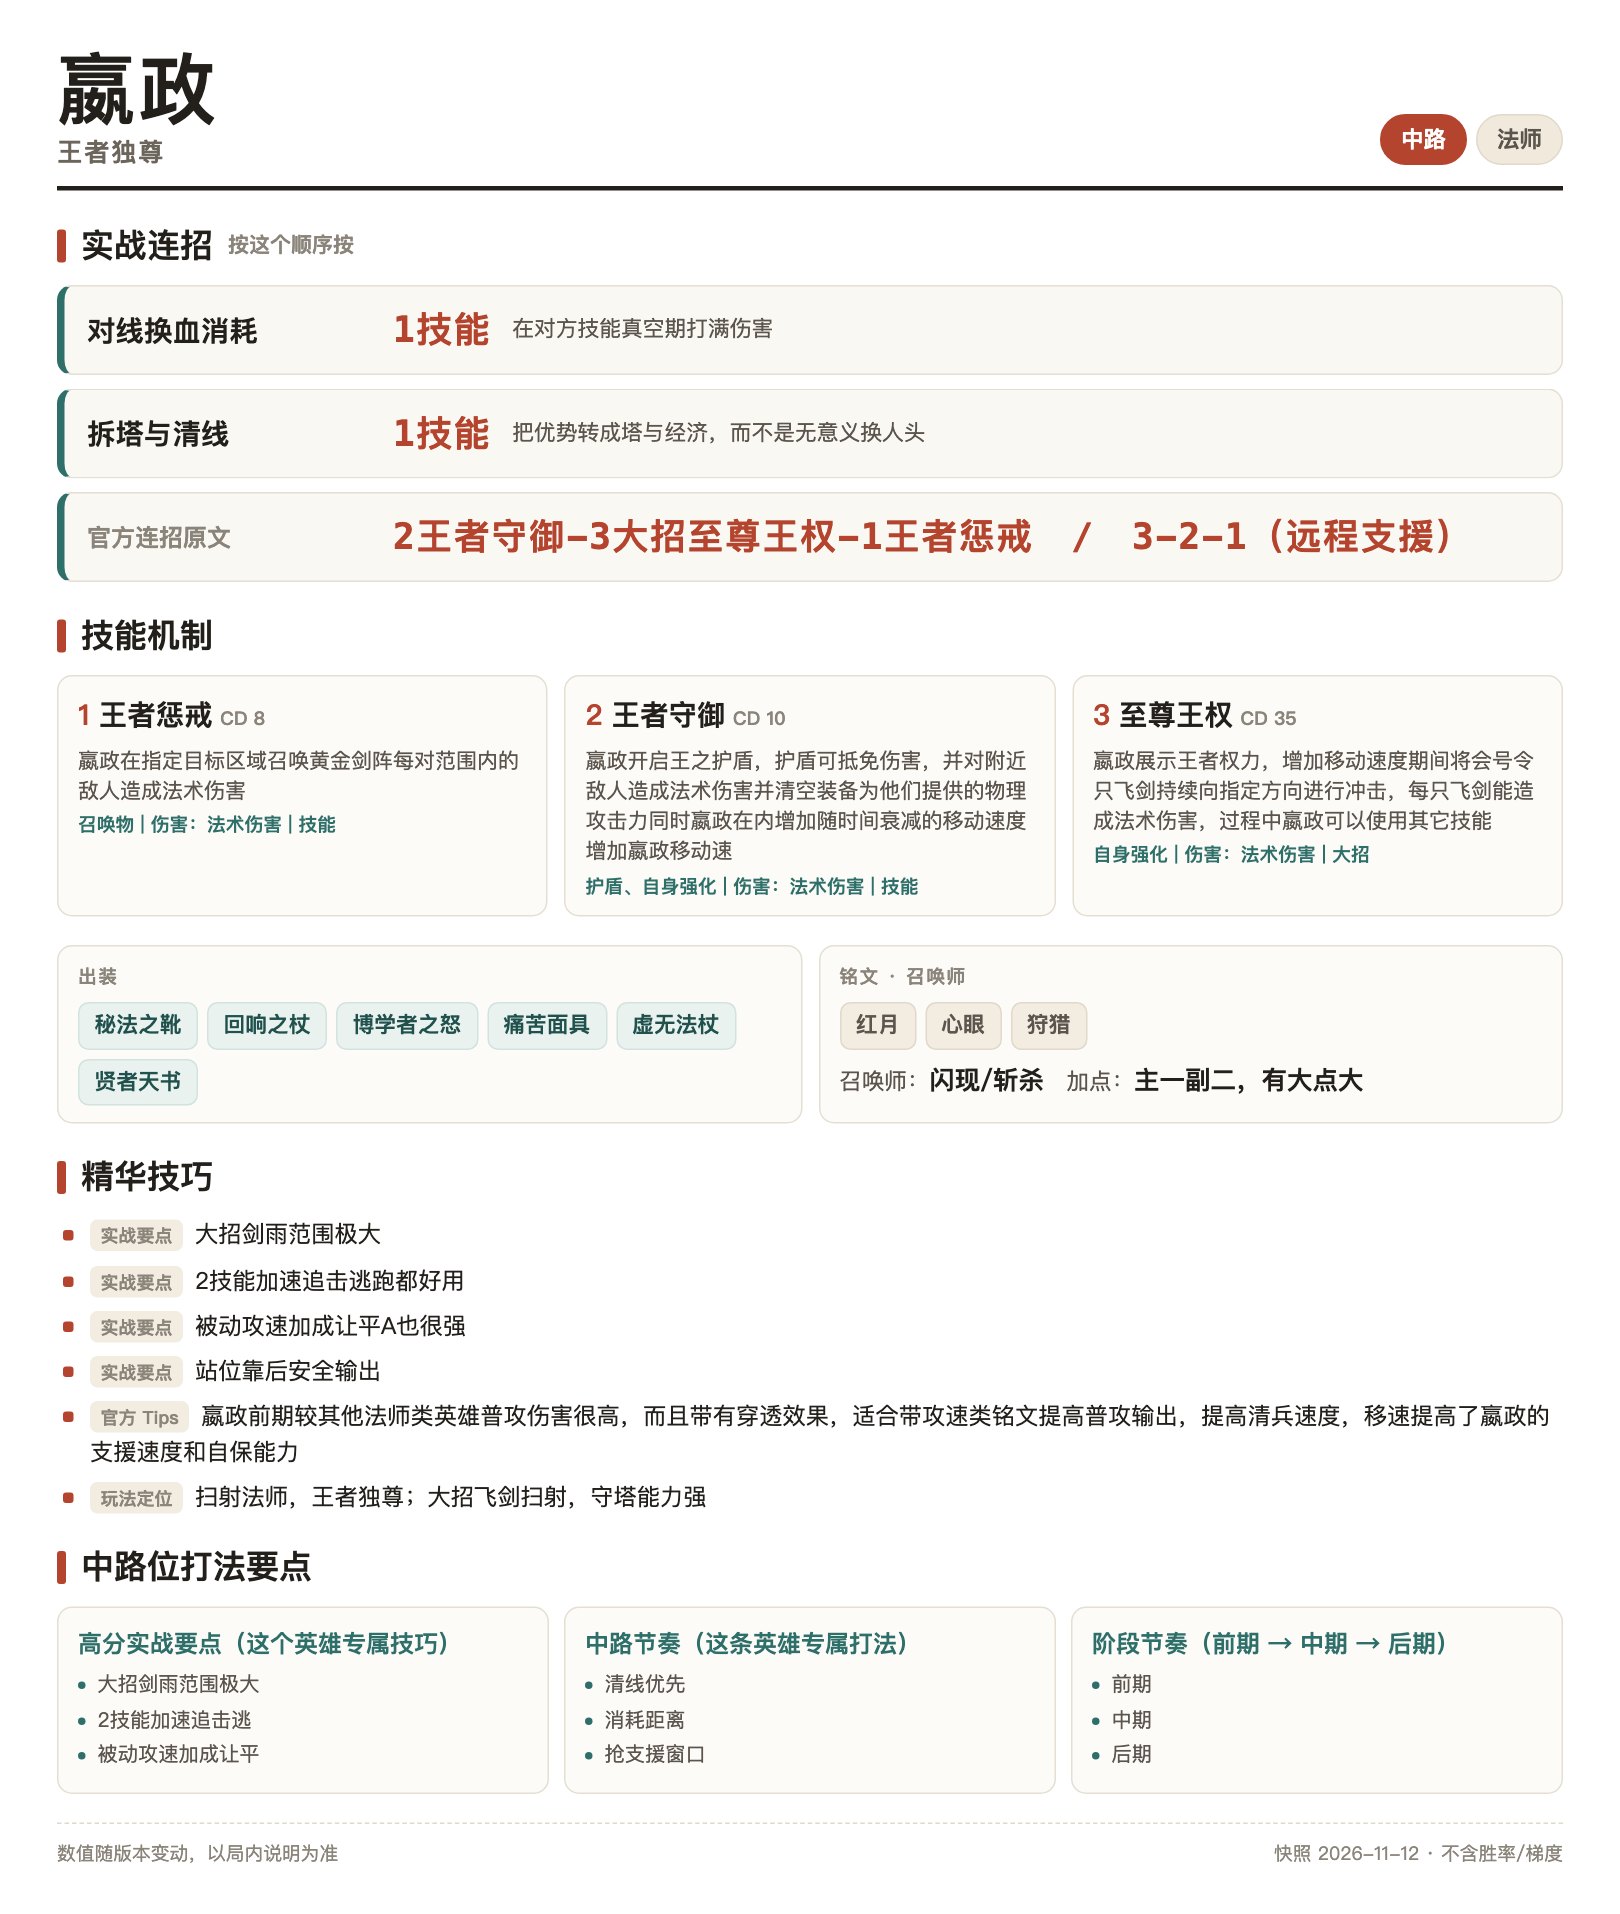 嬴政
王者独尊
中路 法师
实战连招 按这个顺序按
对线换血消耗 1技能 在对方技能真空期打满伤害
拆塔与清线 1技能 把优势转成塔与经济，而不是无意义换人头
官方连招原文 2王者守御–3大招至尊王权–1王者惩戒 / 3–2–1（远程支援）
技能机制
1 王者惩戒 CD 8
嬴政在指定目标区域召唤黄金剑阵每对范围内的
敌人造成法术伤害
召唤物 | 伤害：法术伤害 | 技能
2 王者守御 CD 10
嬴政开启王之护盾，护盾可抵免伤害，并对附近
敌人造成法术伤害并清空装备为他们提供的物理
攻击力同时嬴政在内增加随时间衰减的移动速度
增加嬴政移动速
护盾、自身强化 | 伤害：法术伤害 | 技能
3 至尊王权 CD 35
嬴政展示王者权力，增加移动速度期间将会号令
只飞剑持续向指定方向进行冲击，每只飞剑能造
成法术伤害，过程中嬴政可以使用其它技能
自身强化 | 伤害：法术伤害 | 大招
出装
秘法之靴 回响之杖 博学者之怒 痛苦面具 虚无法杖
贤者天书
铭文 · 召唤师
红月 心眼 狩猎
召唤师：闪现/斩杀 加点：主一副二，有大点大
精华技巧
实战要点 大招剑雨范围极大
实战要点 2技能加速追击逃跑都好用
实战要点 被动攻速加成让平A也很强
实战要点 站位靠后安全输出
官方 Tips 嬴政前期较其他法师类英雄普攻伤害很高，而且带有穿透效果，适合带攻速类铭文提高普攻输出，提高清兵速度，移速提高了嬴政的
支援速度和自保能力
玩法定位 扫射法师，王者独尊；大招飞剑扫射，守塔能力强
中路位打法要点
高分实战要点（这个英雄专属技巧）
大招剑雨范围极大
2技能加速追击逃
被动攻速加成让平
中路节奏（这条英雄专属打法）
清线优先
消耗距离
抢支援窗口
阶段节奏（前期 → 中期 → 后期）
前期
中期
后期
数值随版本变动，以局内说明为准
快照 2026–11–12 · 不含胜率/梯度